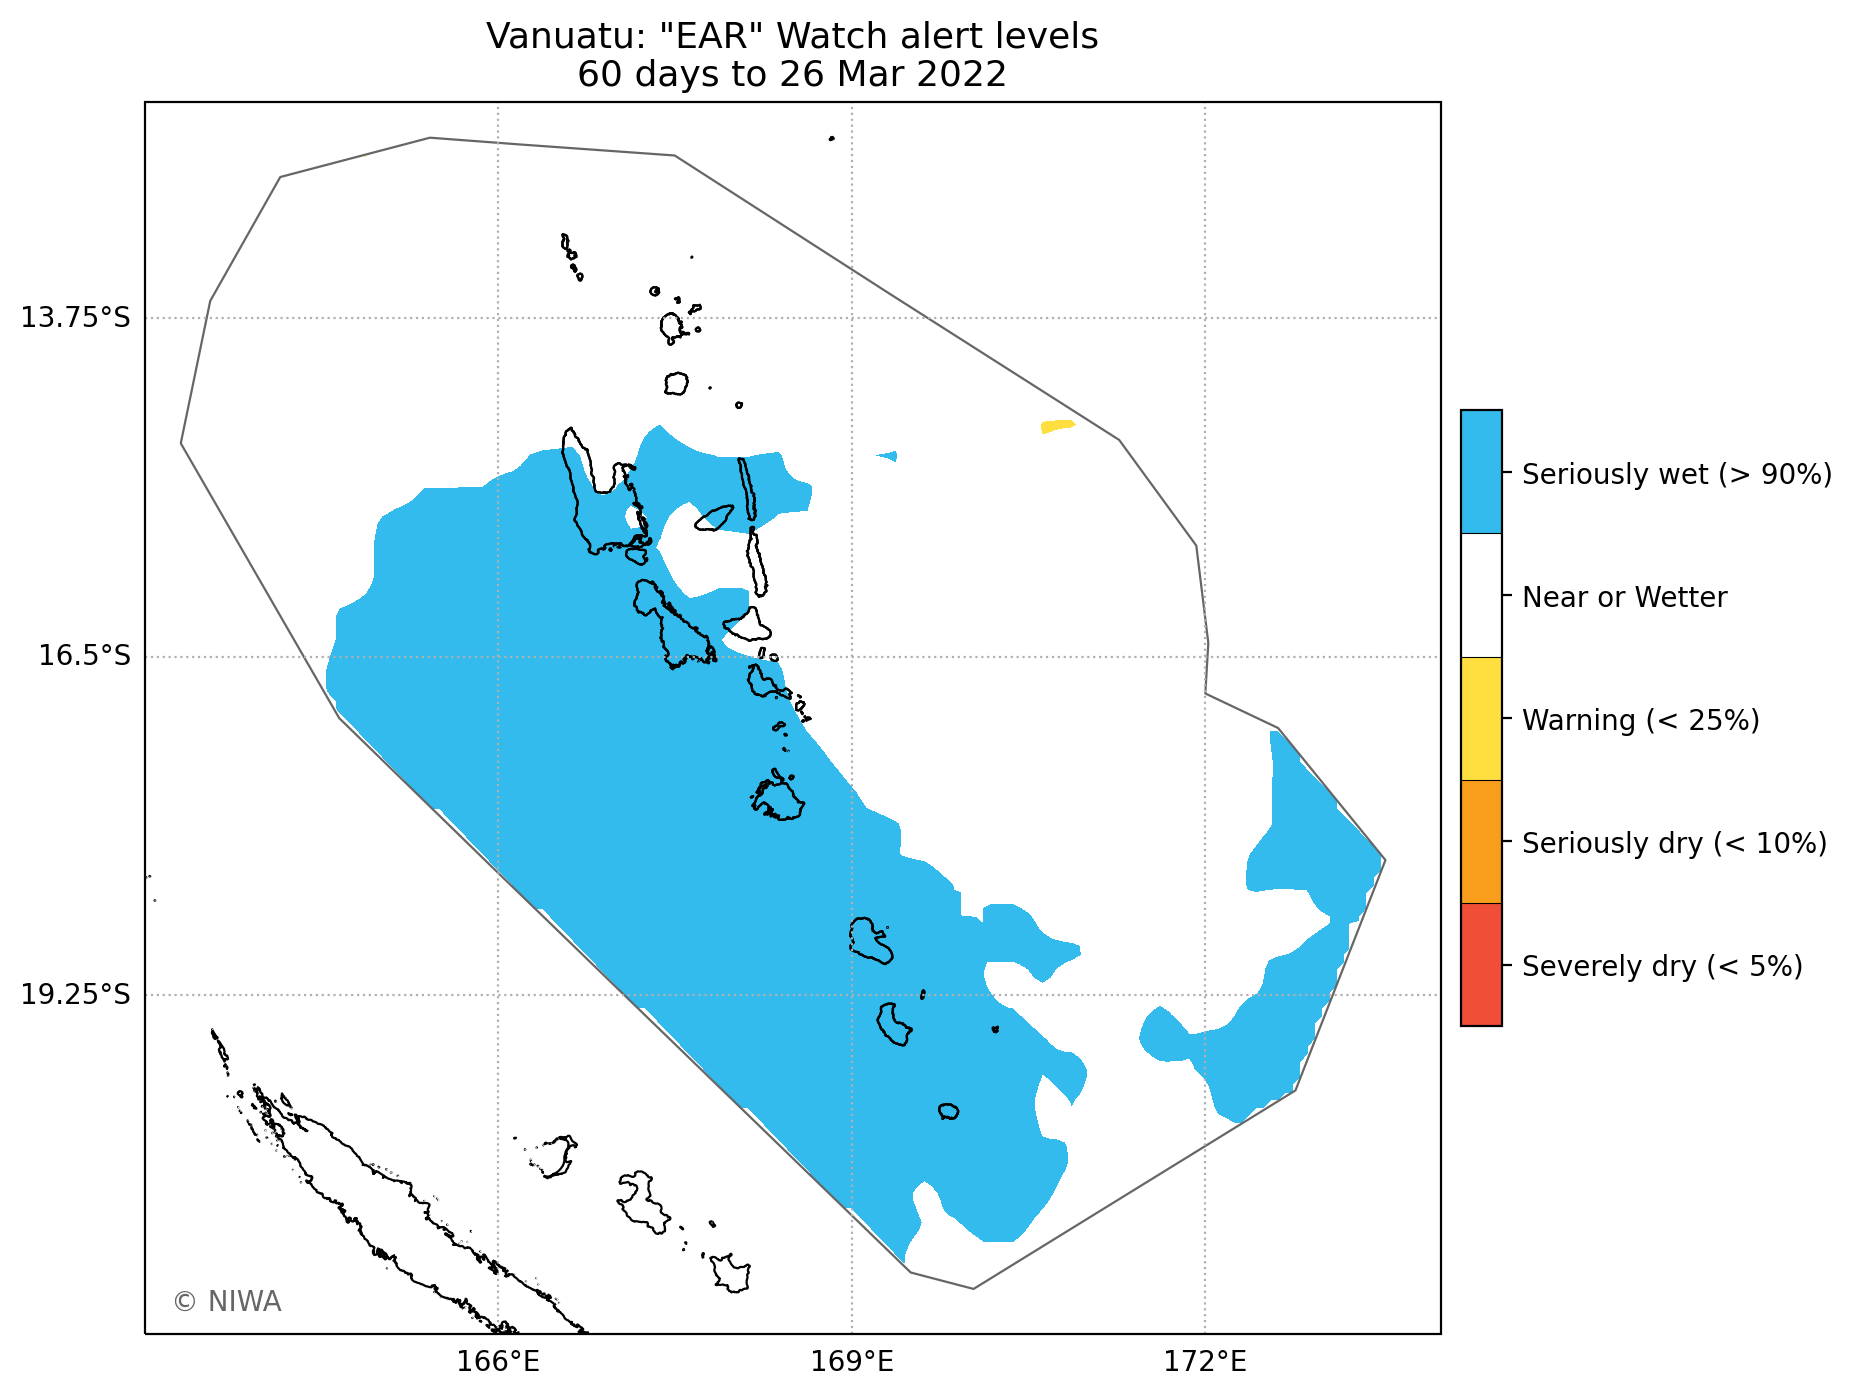 Vanuatu: "EAR" Watch alert levels
60 days to 26 Mar 2022
13.75°S
16.5°S
19.25°S
166°E
169°E
172°E
Seriously wet (> 90%)
Near or Wetter
Warning (< 25%)
Seriously dry (< 10%)
Severely dry (< 5%)
© NIWA